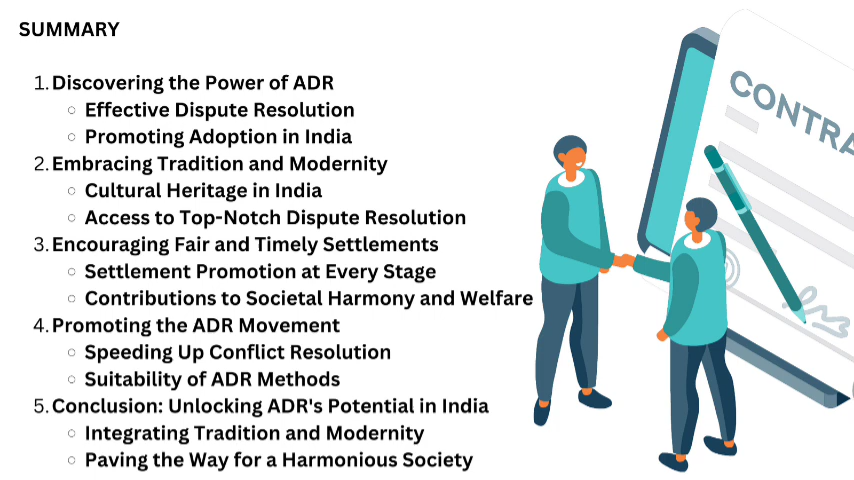 SUMMARY
1. Discovering the Power of ADR
○ Effective Dispute Resolution
○ Promoting Adoption in India
2. Embracing Tradition and Modernity
○ Cultural Heritage in India
○ Access to Top-Notch Dispute Resolution
3. Encouraging Fair and Timely Settlements
○ Settlement Promotion at Every Stage
○ Contributions to Societal Harmony and Welfare
4. Promoting the ADR Movement
○ Speeding Up Conflict Resolution
○ Suitability of ADR Methods
5. Conclusion: Unlocking ADR's Potential in India
○ Integrating Tradition and Modernity
○ Paving the Way for a Harmonious Society
CONTRA